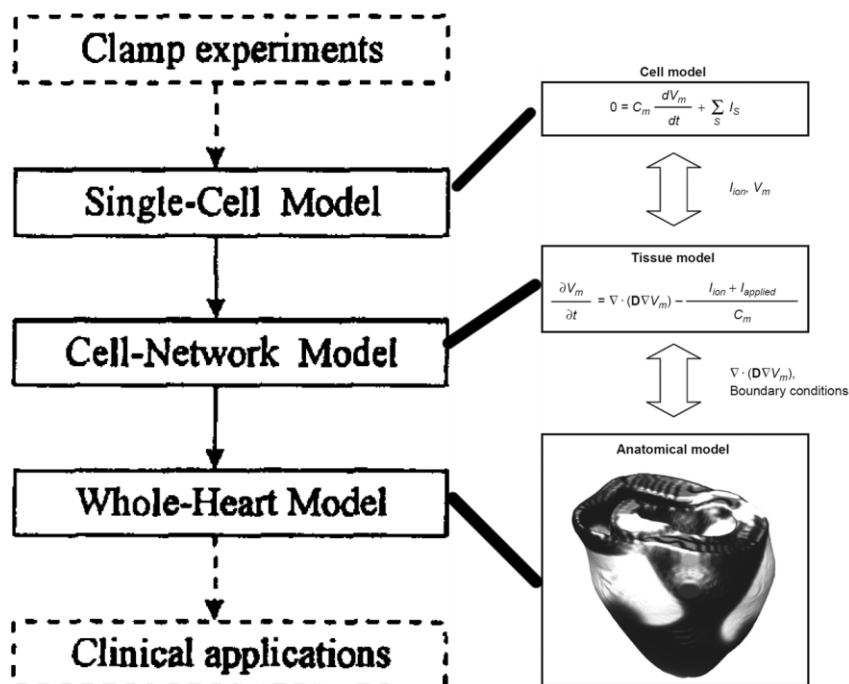 Clamp experiments
Single-Cell Model
Cell-Network Model
Whole-Heart Model
Clinical applications
Cell model
0 = C_m dV_m/dt + ∑_S I_S
I_ion, V_m
Tissue model
∂V_m/∂t = ∇·(D∇V_m) − (I_ion + I_applied)/C_m
∇·(D∇V_m),
Boundary conditions
Anatomical model